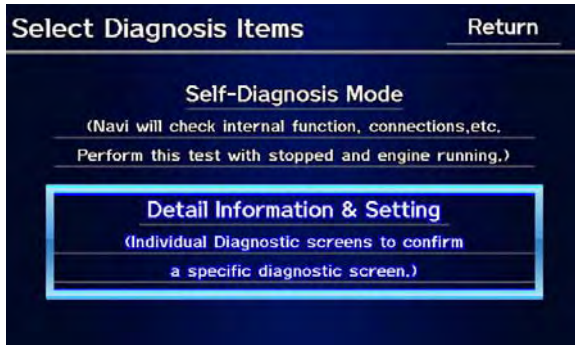 Select Diagnosis Items
Return
Self-Diagnosis Mode
(Navi will check internal function, connections,etc.
Perform this test with stopped and engine running.)
Detail Information & Setting
(Individual Diagnostic screens to confirm
a specific diagnostic screen.)